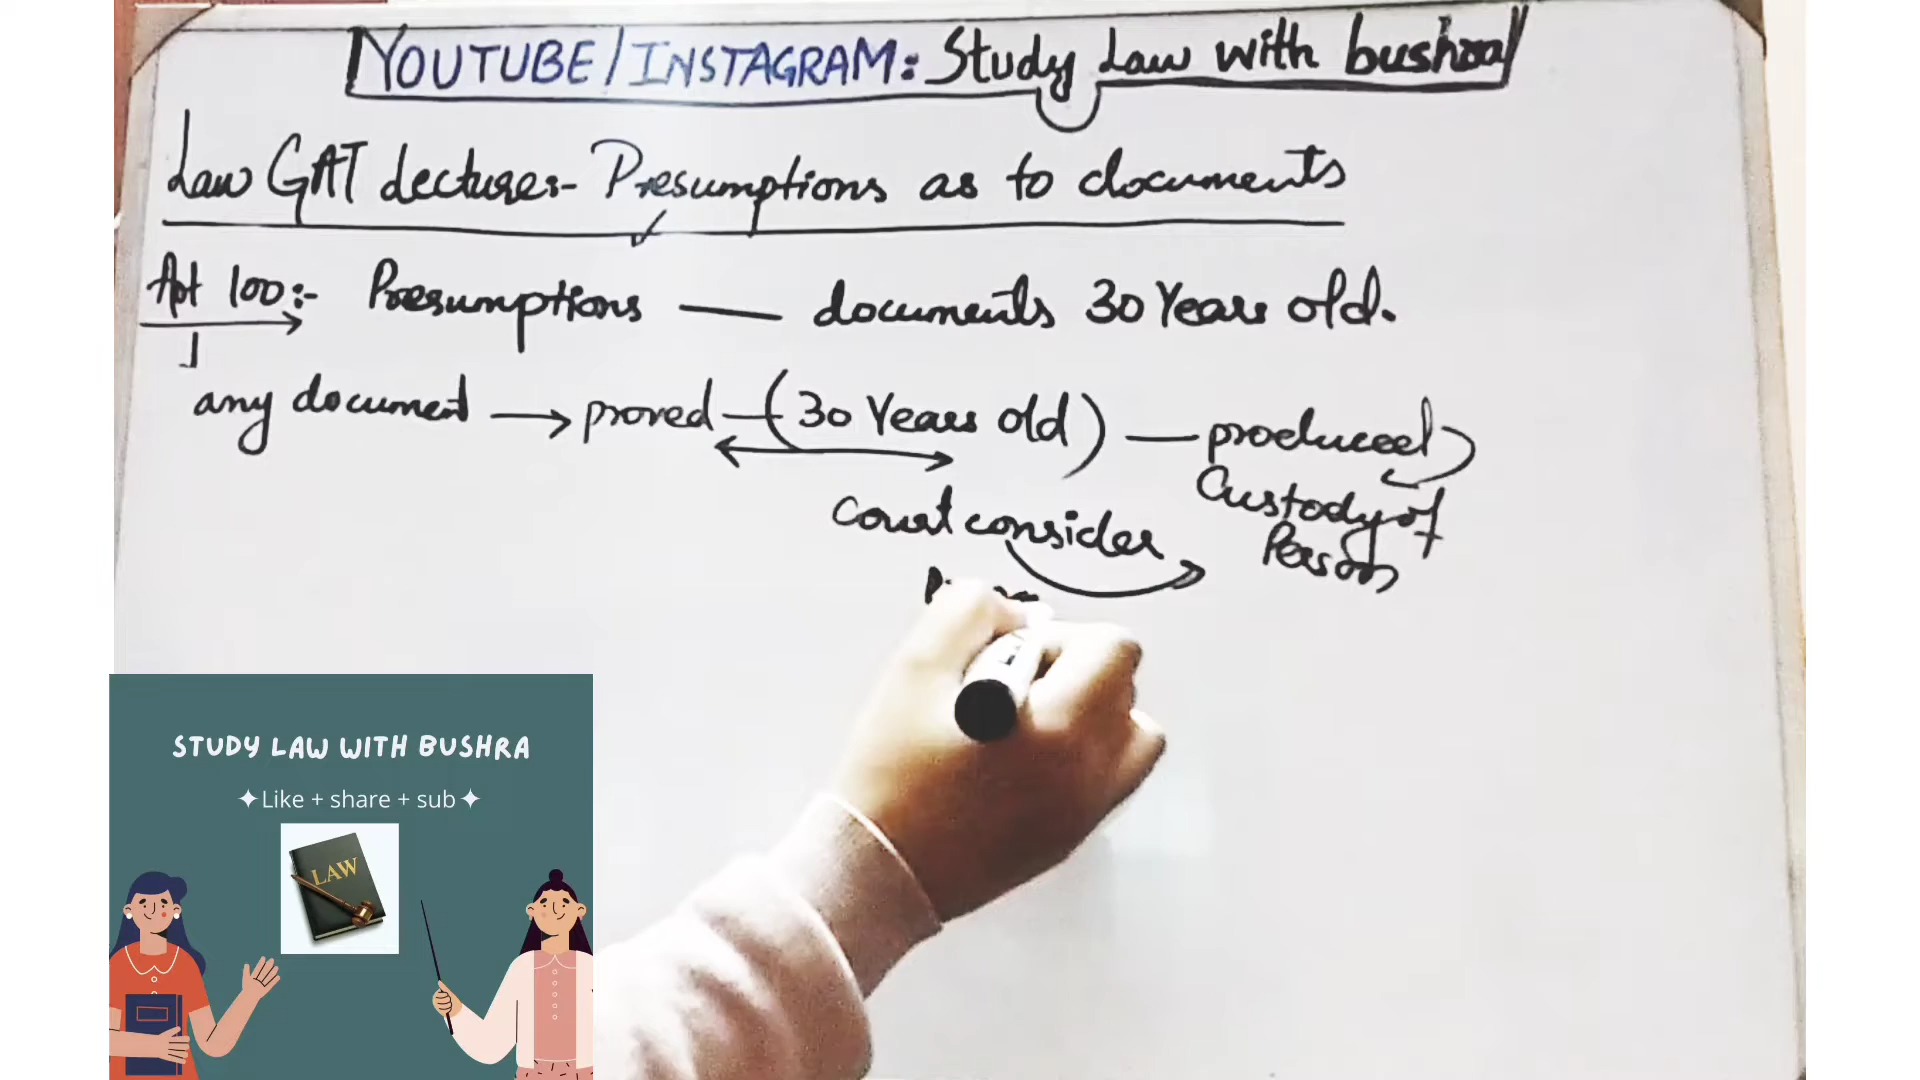 YOUTUBE/INSTAGRAM: Study Law with bushra
Law GAT lectures:- Presumptions as to documents
Art 100:- Presumptions — documents 30 Years old.
any document → proved — (30 Years old) — produced
Custody of
Person
Court consider
STUDY LAW WITH BUSHRA
Like + share + sub
LAW